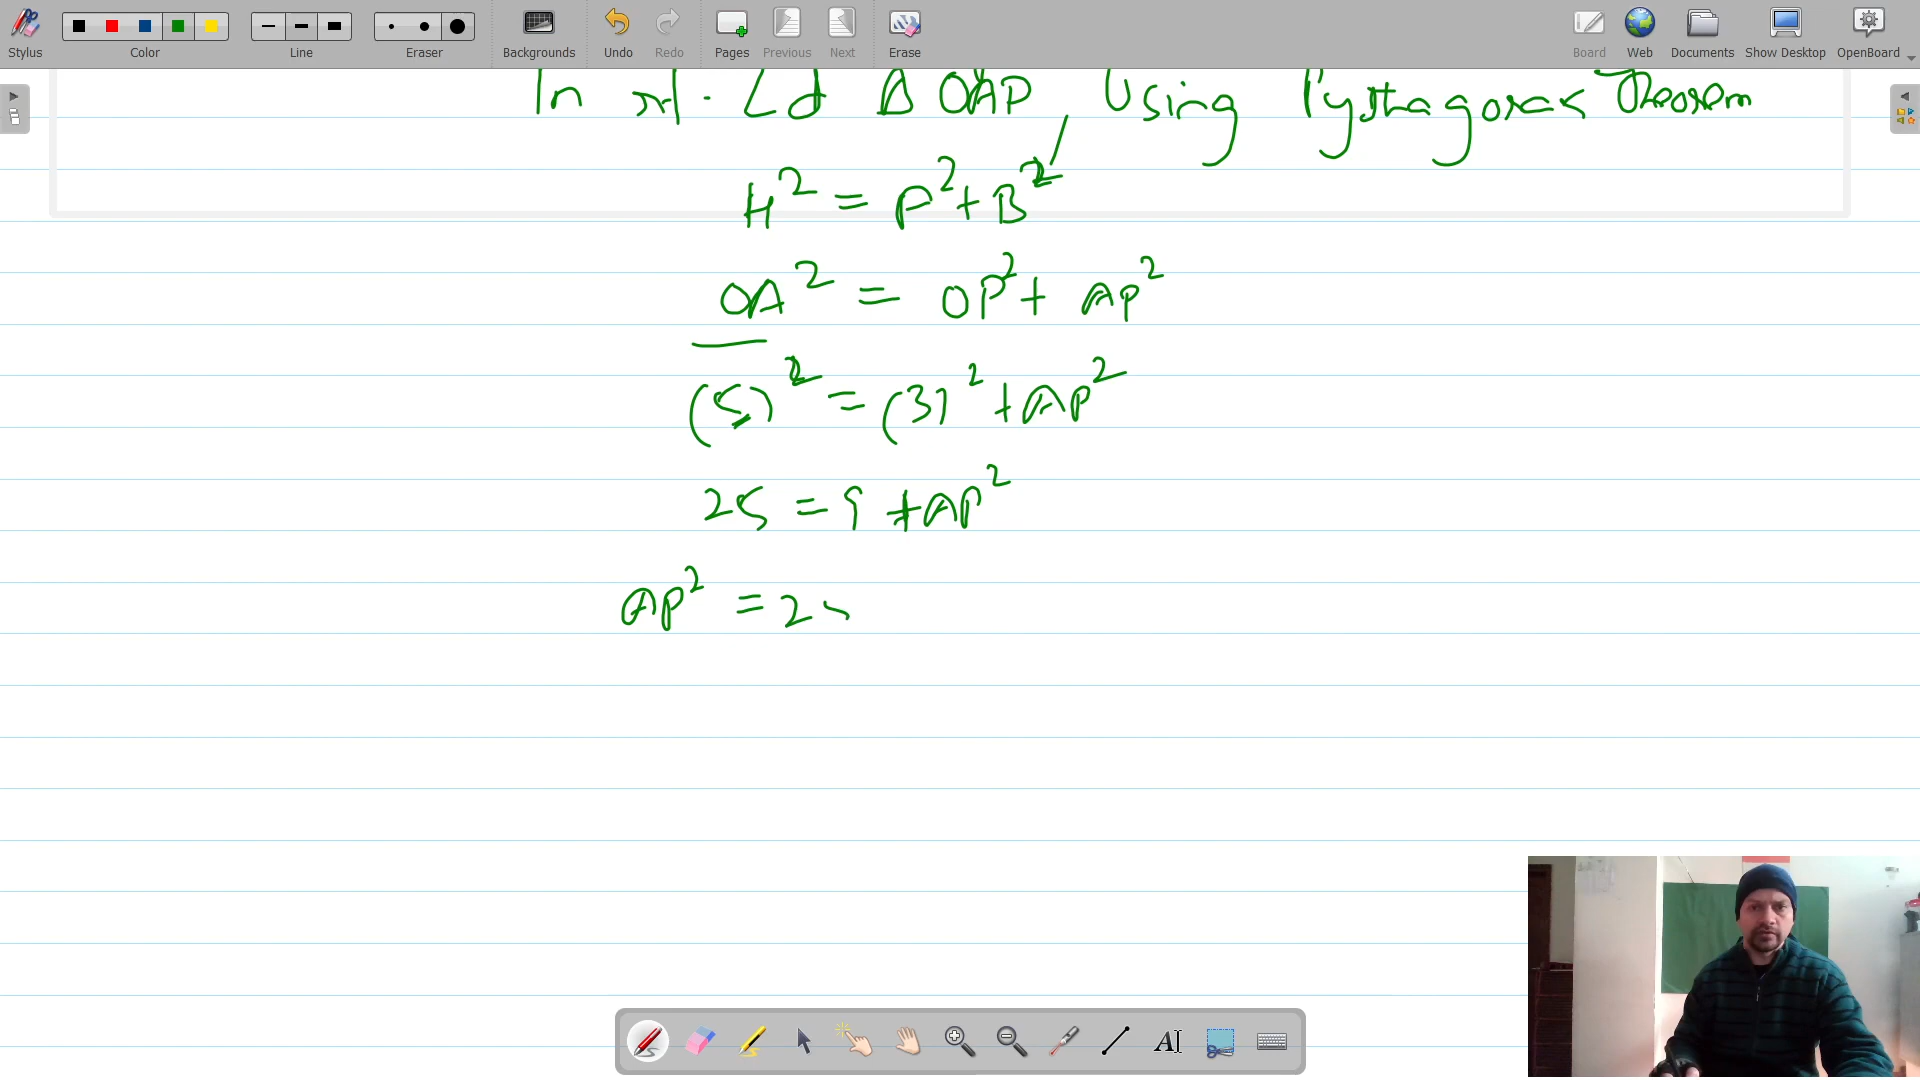 Stylus Color Line Eraser Backgrounds Undo Redo Pages Previous Next Erase Board Web Documents Show Desktop OpenBoard
In rt. ∠d Δ OAP, Using Pythagoras Theorem
H² = P² + B²
OA² = OP² + AP²
(5)² = (3)² + AP²
25 = 9 + AP²
AP² = 25